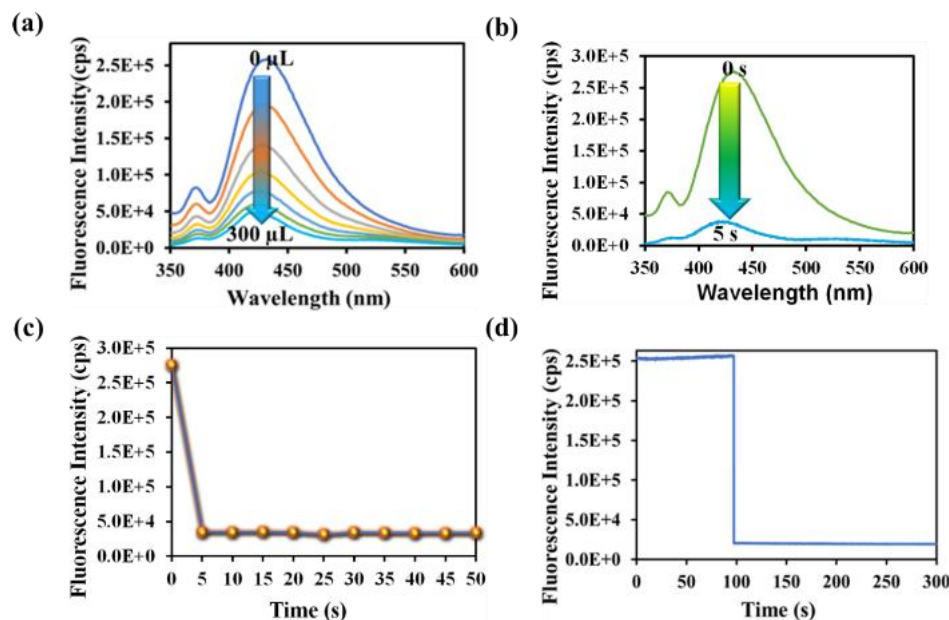 (a)
Fluorescence Intensity(cps)
2.5E+5
2.0E+5
1.5E+5
1.0E+5
5.0E+4
0.0E+0
0 µL
300 µL
350 400 450 500 550 600
Wavelength (nm)
(b)
Fluorescence Intensity (cps)
3.0E+5
2.5E+5
2.0E+5
1.5E+5
1.0E+5
5.0E+4
0.0E+0
0 s
5 s
350 400 450 500 550 600
Wavelength (nm)
(c)
Fluorescence Intensity (cps)
3.0E+5
2.5E+5
2.0E+5
1.5E+5
1.0E+5
5.0E+4
0.0E+0
0 5 10 15 20 25 30 35 40 45 50
Time (s)
(d)
Fluorescence Intensity (cps)
2.5E+5
2.0E+5
1.5E+5
1.0E+5
5.0E+4
0.0E+0
0 50 100 150 200 250 300
Time (s)